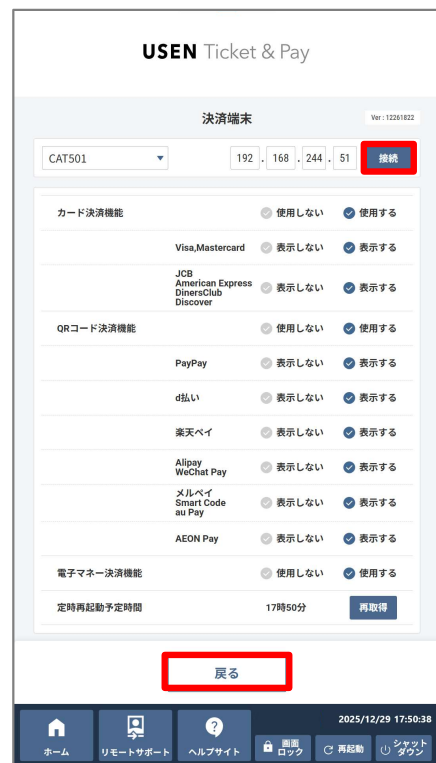 USEN Ticket & Pay
決済端末
Ver : 12261822
CAT501
192 . 168 . 244 . 51
接続
カード決済機能 使用しない 使用する
Visa,Mastercard 表示しない 表示する
JCB
American Express
DinersClub
Discover
表示しない 表示する
QRコード決済機能 使用しない 使用する
PayPay 表示しない 表示する
d払い 表示しない 表示する
楽天ペイ 表示しない 表示する
Alipay
WeChat Pay
表示しない 表示する
メルペイ
Smart Code
au Pay
表示しない 表示する
AEON Pay 表示しない 表示する
電子マネー決済機能 使用しない 使用する
定時再起動予定時間 17時50分 再取得
戻る
2025/12/29 17:50:38
ホーム
リモートサポート
ヘルプサイト
画面
ロック
再起動
シャット
ダウン